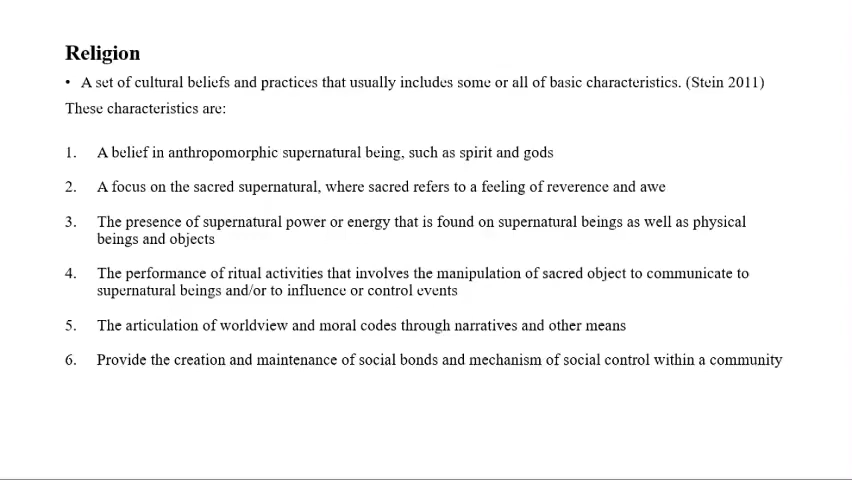 Religion
• A set of cultural beliefs and practices that usually includes some or all of basic characteristics. (Stein 2011)
These characteristics are:
1. A belief in anthropomorphic supernatural being, such as spirit and gods
2. A focus on the sacred supernatural, where sacred refers to a feeling of reverence and awe
3. The presence of supernatural power or energy that is found on supernatural beings as well as physical
beings and objects
4. The performance of ritual activities that involves the manipulation of sacred object to communicate to
supernatural beings and/or to influence or control events
5. The articulation of worldview and moral codes through narratives and other means
6. Provide the creation and maintenance of social bonds and mechanism of social control within a community